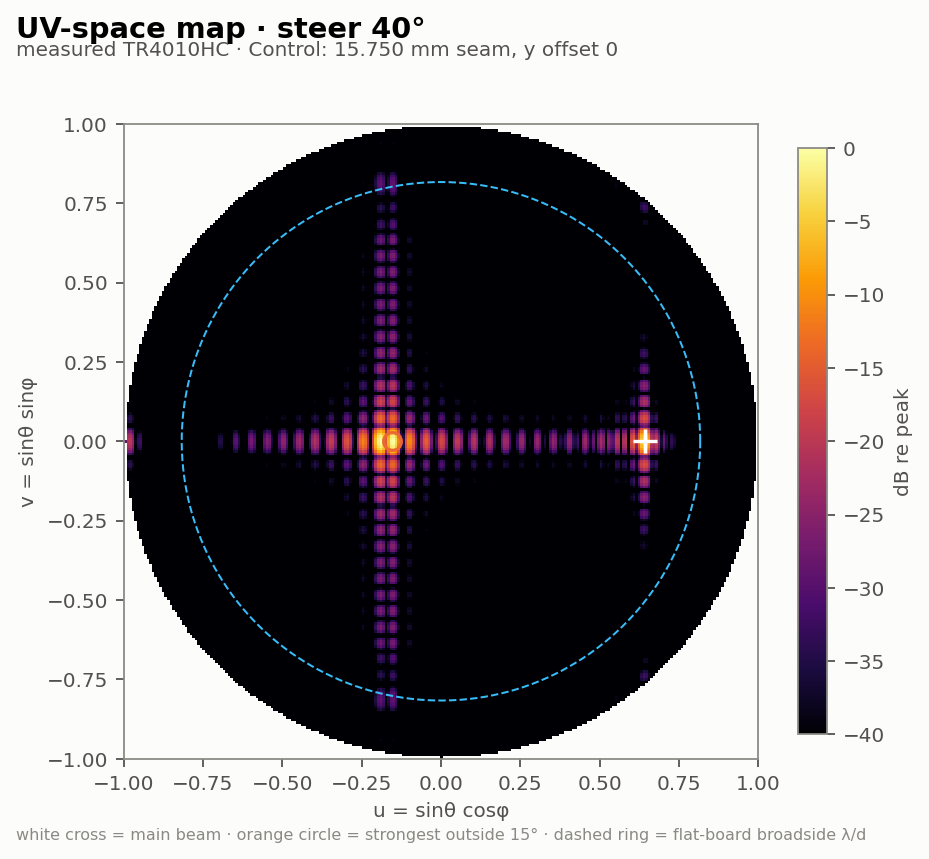 UV-space map · steer 40°
measured TR4010HC · Control: 15.750 mm seam, y offset 0
1.00
0.75
0.50
0.25
0.00
−0.25
−0.50
−0.75
−1.00
v = sinθ sinφ
−1.00 −0.75 −0.50 −0.25 0.00 0.25 0.50 0.75 1.00
u = sinθ cosφ
0
−5
−10
−15
−20
−25
−30
−35
−40
dB re peak
white cross = main beam · orange circle = strongest outside 15° · dashed ring = flat-board broadside λ/d